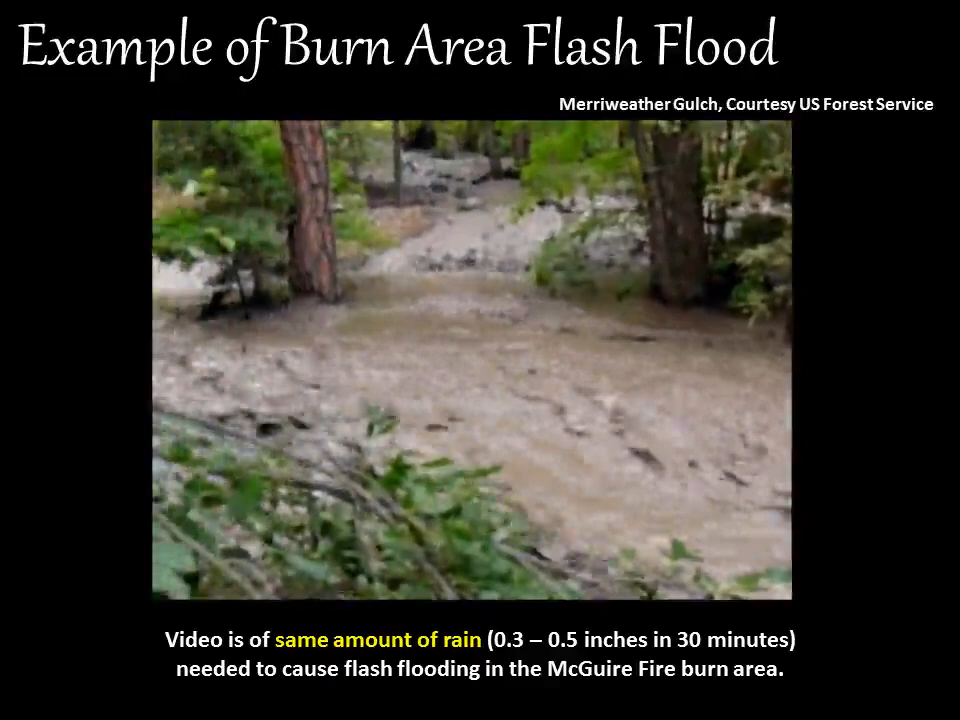 Example of Burn Area Flash Flood
Merriweather Gulch, Courtesy US Forest Service
Video is of same amount of rain (0.3 – 0.5 inches in 30 minutes)
needed to cause flash flooding in the McGuire Fire burn area.